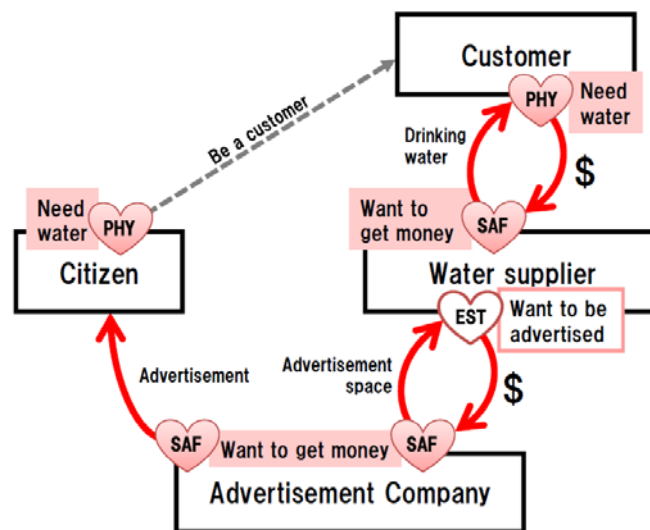 Customer
PHY
Need
water
Be a customer
Drinking
water
$
Need
water
PHY
Citizen
Want to
get money
SAF
Water supplier
EST
Want to be
advertised
Advertisement
Advertisement
space
$
SAF
Want to get money
SAF
Advertisement Company